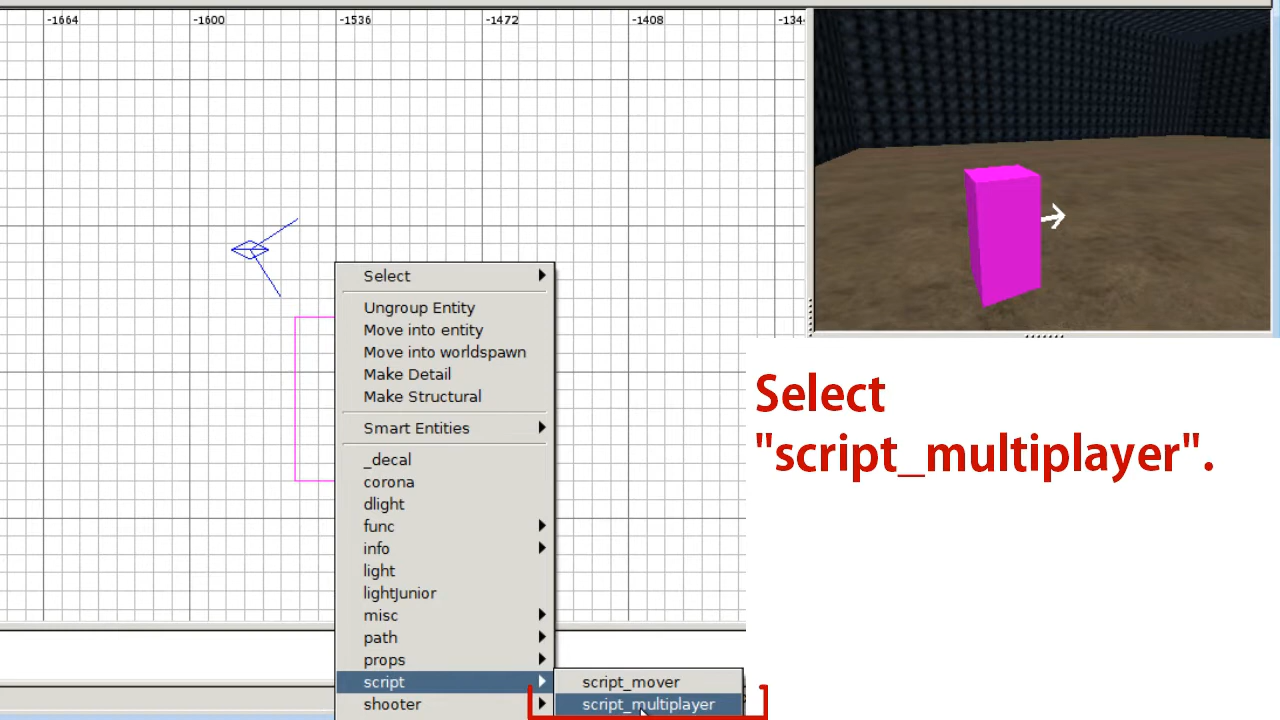 -1664 -1600 -1536 -1472 -1408 -134
Select
Ungroup Entity
Move into entity
Move into worldspawn
Make Detail
Make Structural
Smart Entities
_decal
corona
dlight
func
info
light
lightJunior
misc
path
props
script
shooter
script_mover
script_multiplayer
Select
"script_multiplayer".